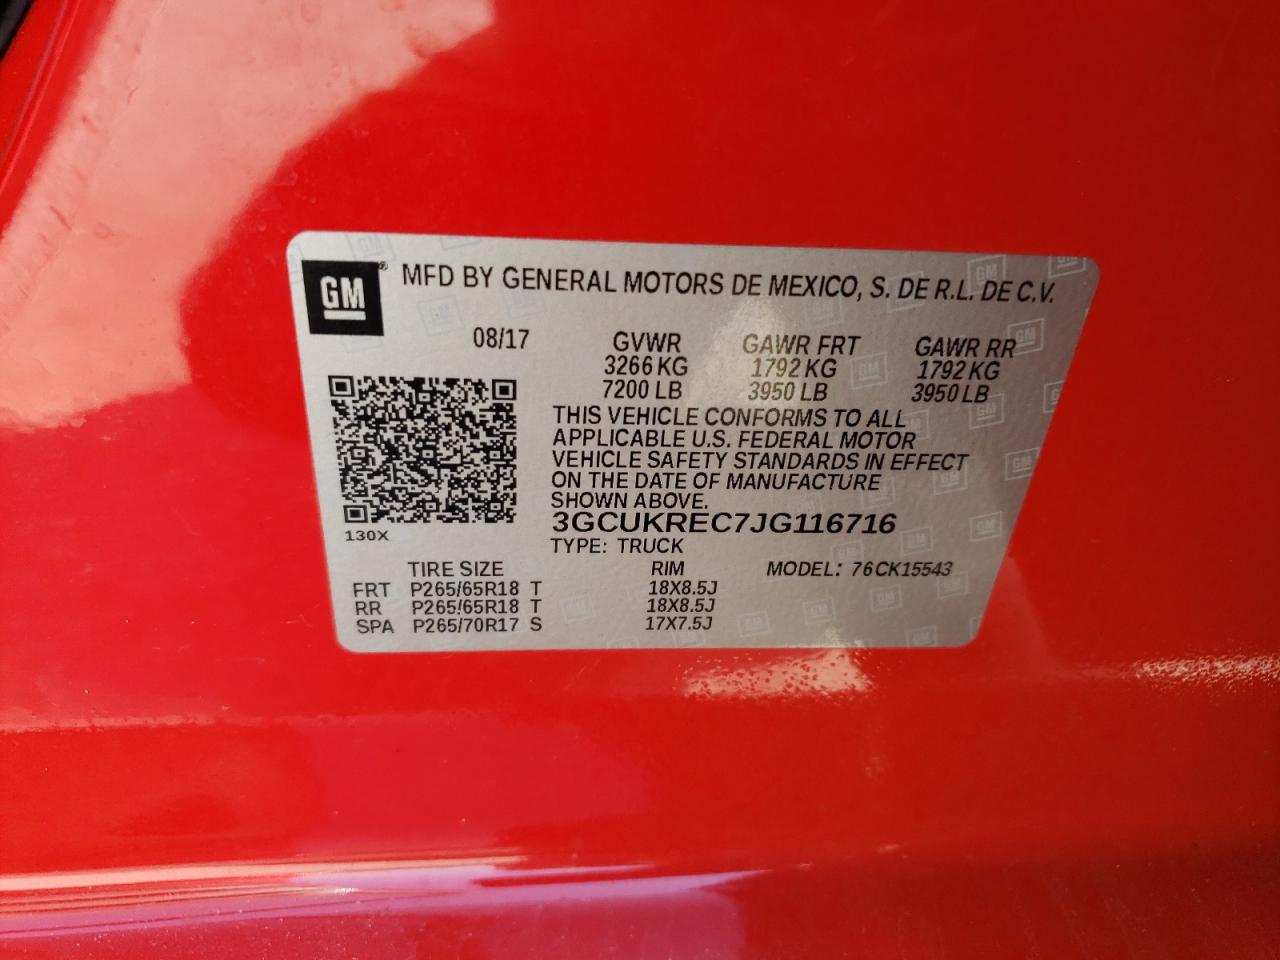 GM® MFD BY GENERAL MOTORS DE MEXICO, S. DE R.L. DE C.V.
08/17 GVWR GAWR FRT GAWR RR
3266 KG 1792 KG 1792 KG
7200 LB 3950 LB 3950 LB
THIS VEHICLE CONFORMS TO ALL
APPLICABLE U.S. FEDERAL MOTOR
VEHICLE SAFETY STANDARDS IN EFFECT
ON THE DATE OF MANUFACTURE
SHOWN ABOVE.
3GCUKREC7JG116716
130X
TYPE: TRUCK
TIRE SIZE RIM MODEL: 76CK15543
FRT P265/65R18 T 18X8.5J
RR P265/65R18 T 18X8.5J
SPA P265/70R17 S 17X7.5J